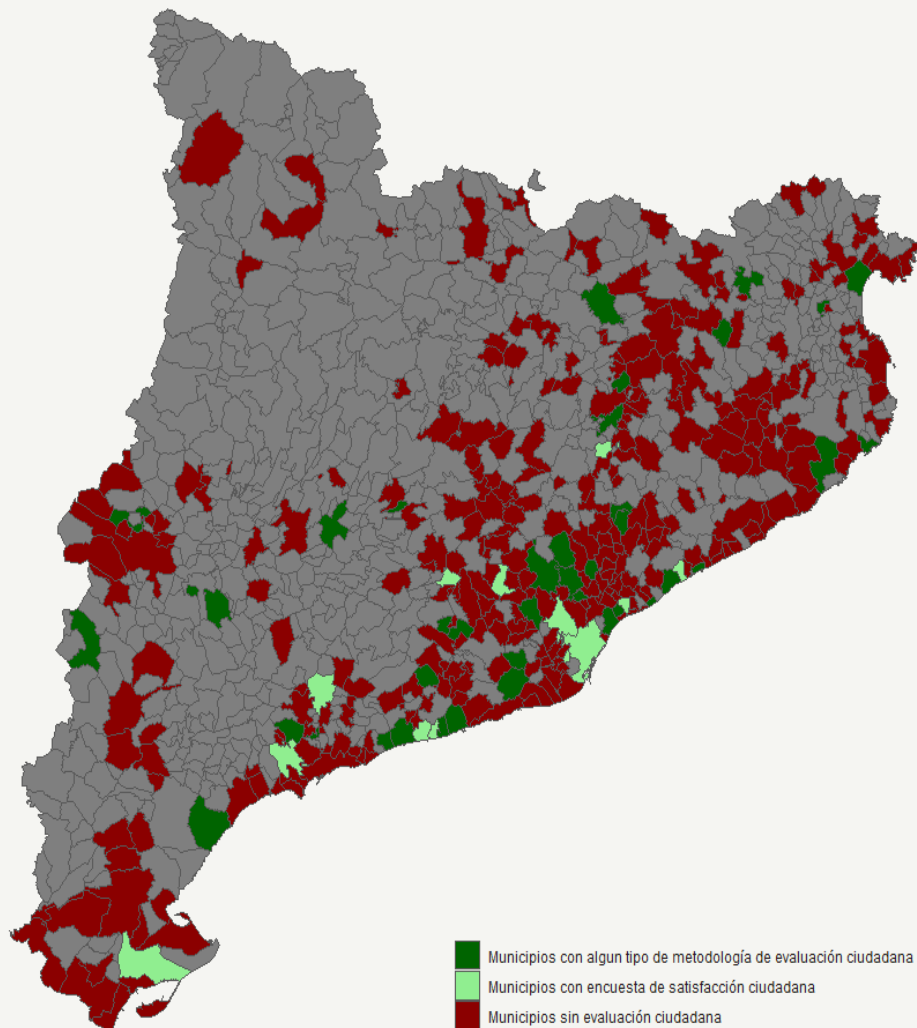 Municipios con algun tipo de metodología de evaluación ciudadana
Municipios con encuesta de satisfacción ciudadana
Municipios sin evaluación ciudadana